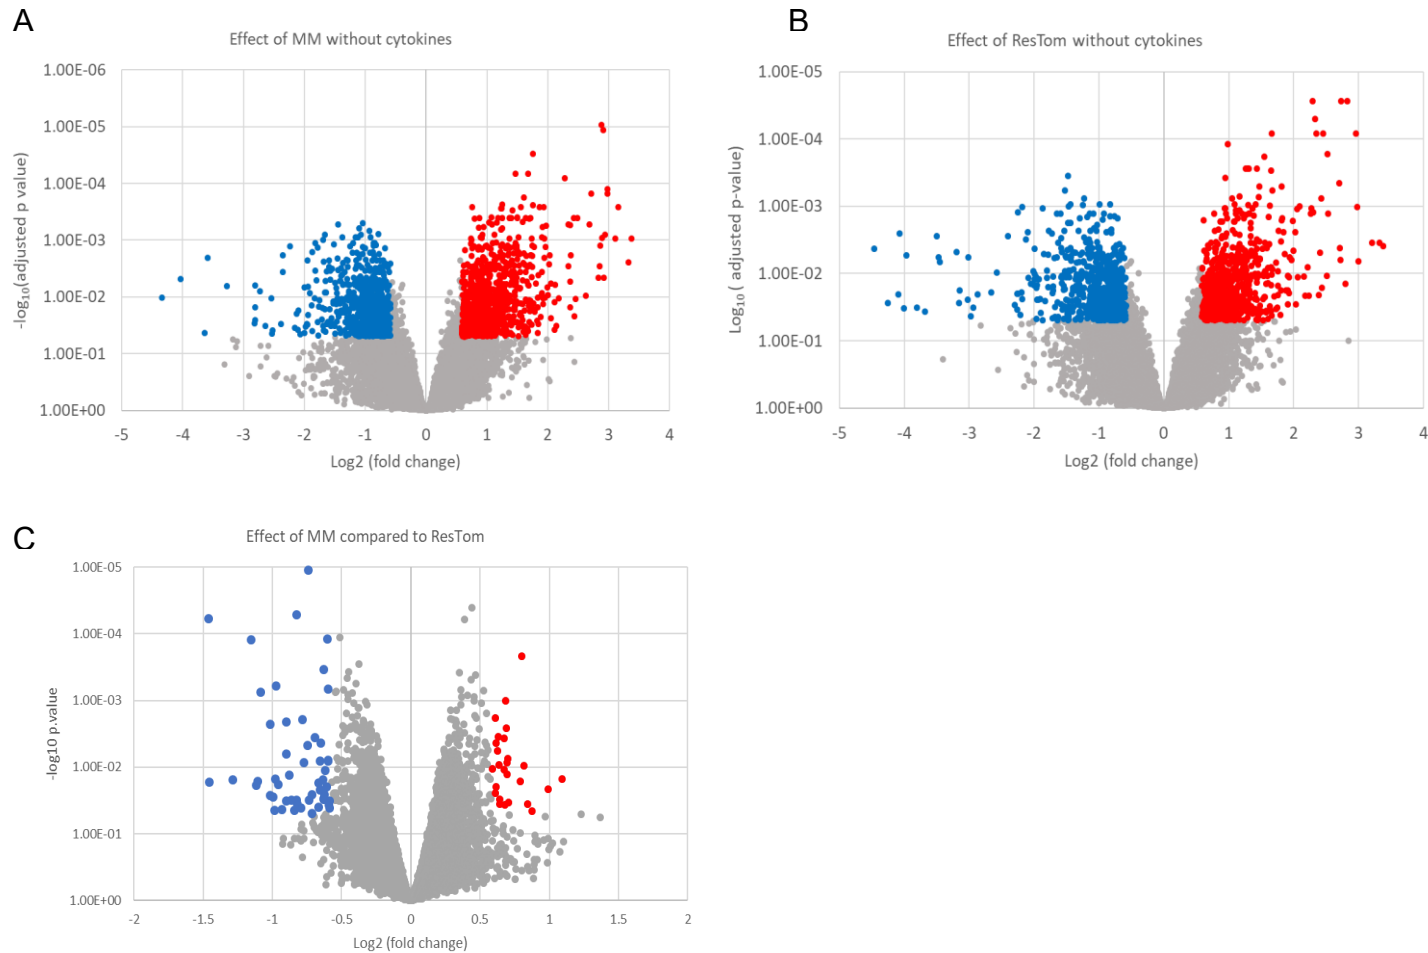 A
Effect of MM without cytokines
1.00E-06
1.00E-05
1.00E-04
1.00E-03
1.00E-02
1.00E-01
1.00E+00
-log10(adjusted p value)
-5 -4 -3 -2 -1 0 1 2 3 4
Log2 (fold change)
B
Effect of ResTom without cytokines
1.00E-05
1.00E-04
1.00E-03
1.00E-02
1.00E-01
1.00E+00
Log10 ( adjusted p-value)
-5 -4 -3 -2 -1 0 1 2 3 4
Log2 (fold change)
C
Effect of MM compared to ResTom
1.00E-05
1.00E-04
1.00E-03
1.00E-02
1.00E-01
1.00E+00
-log10 p.value
-2 -1.5 -1 -0.5 0 0.5 1 1.5 2
Log2 (fold change)